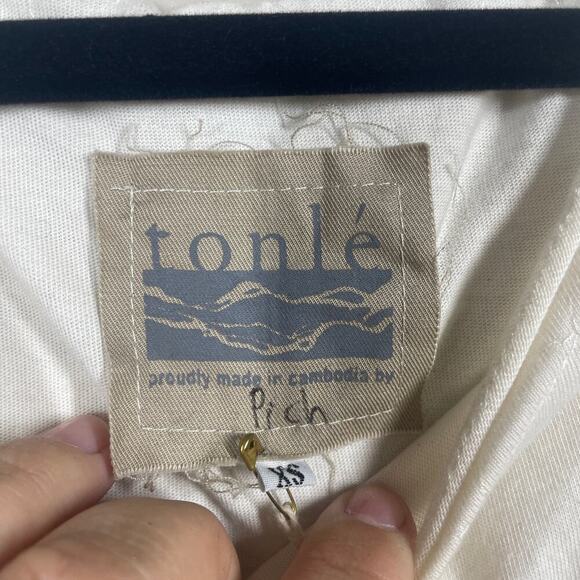 tonlé
proudly made in cambodia by
Pich
XS